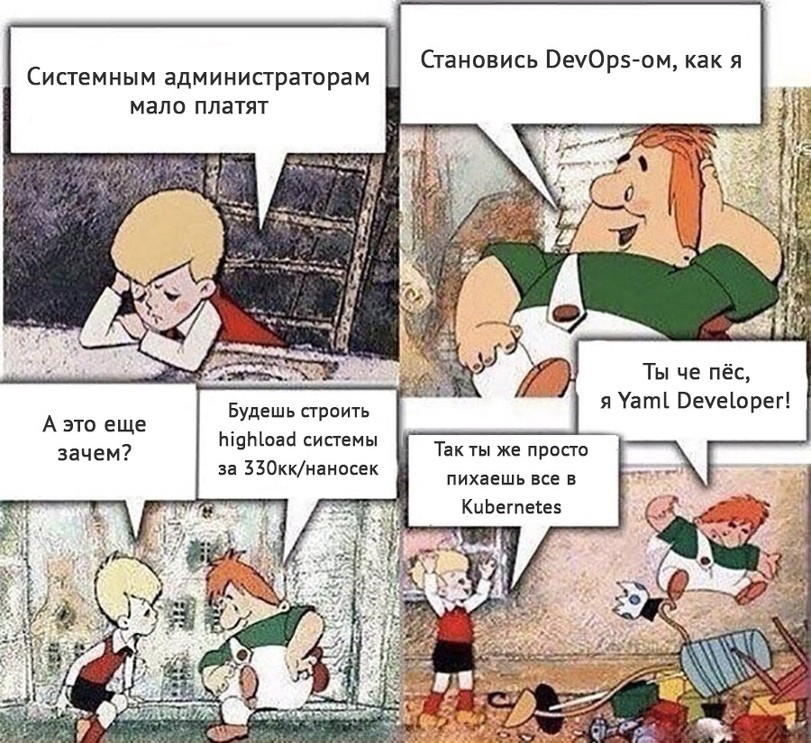 Системным администраторам
мало платят
Становись DevOps-ом, как я
А это еще
зачем?
Будешь строить
highload системы
за 330кк/наносек
Так ты же просто
пихаешь все в
Kubernetes
Ты че пёс,
я Yaml Developer!